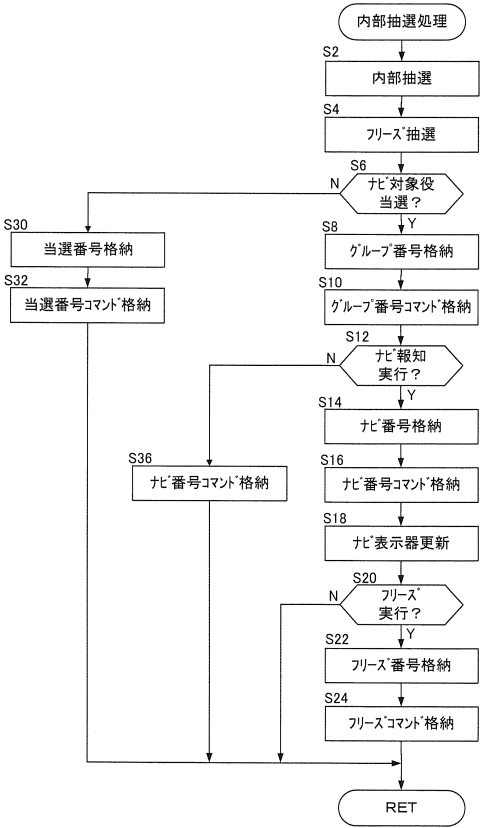 内部抽選処理
S2
内部抽選
S4
フリーズ抽選
S6
ナビ対象役
当選？
N
Y
S30
当選番号格納
S8
グループ番号格納
S32
当選番号コマンド格納
S10
グループ番号コマンド格納
S12
ナビ報知
実行？
N
Y
S14
ナビ番号格納
S36
ナビ番号コマンド格納
S16
ナビ番号コマンド格納
S18
ナビ表示器更新
S20
フリーズ
実行？
N
Y
S22
フリーズ番号格納
S24
フリーズコマンド格納
RET